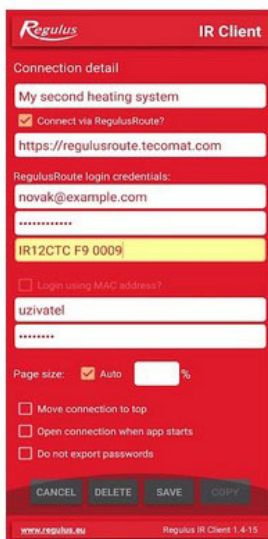 Regulus IR Client
Connection detail
My second heating system
Connect via RegulusRoute?
https://regulusroute.tecomat.com
RegulusRoute login credentials:
novak@example.com
••••••••••••
IR12CTC F9 0009
Login using MAC address?
uzivatel
••••••••
Page size: Auto %
Move connection to top
Open connection when app starts
Do not export passwords
CANCEL DELETE SAVE COPY
www.regulus.eu Regulus IR Client 1.4-15